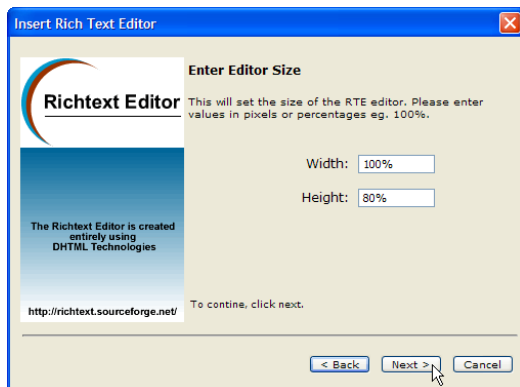 Insert Rich Text Editor
Richtext Editor
The Richtext Editor is created
entirely using
DHTML Technologies
http://richtext.sourceforge.net/
Enter Editor Size
This will set the size of the RTE editor. Please enter
values in pixels or percentages eg. 100%.
Width: 100%
Height: 80%
To contine, click next.
< Back Next > Cancel